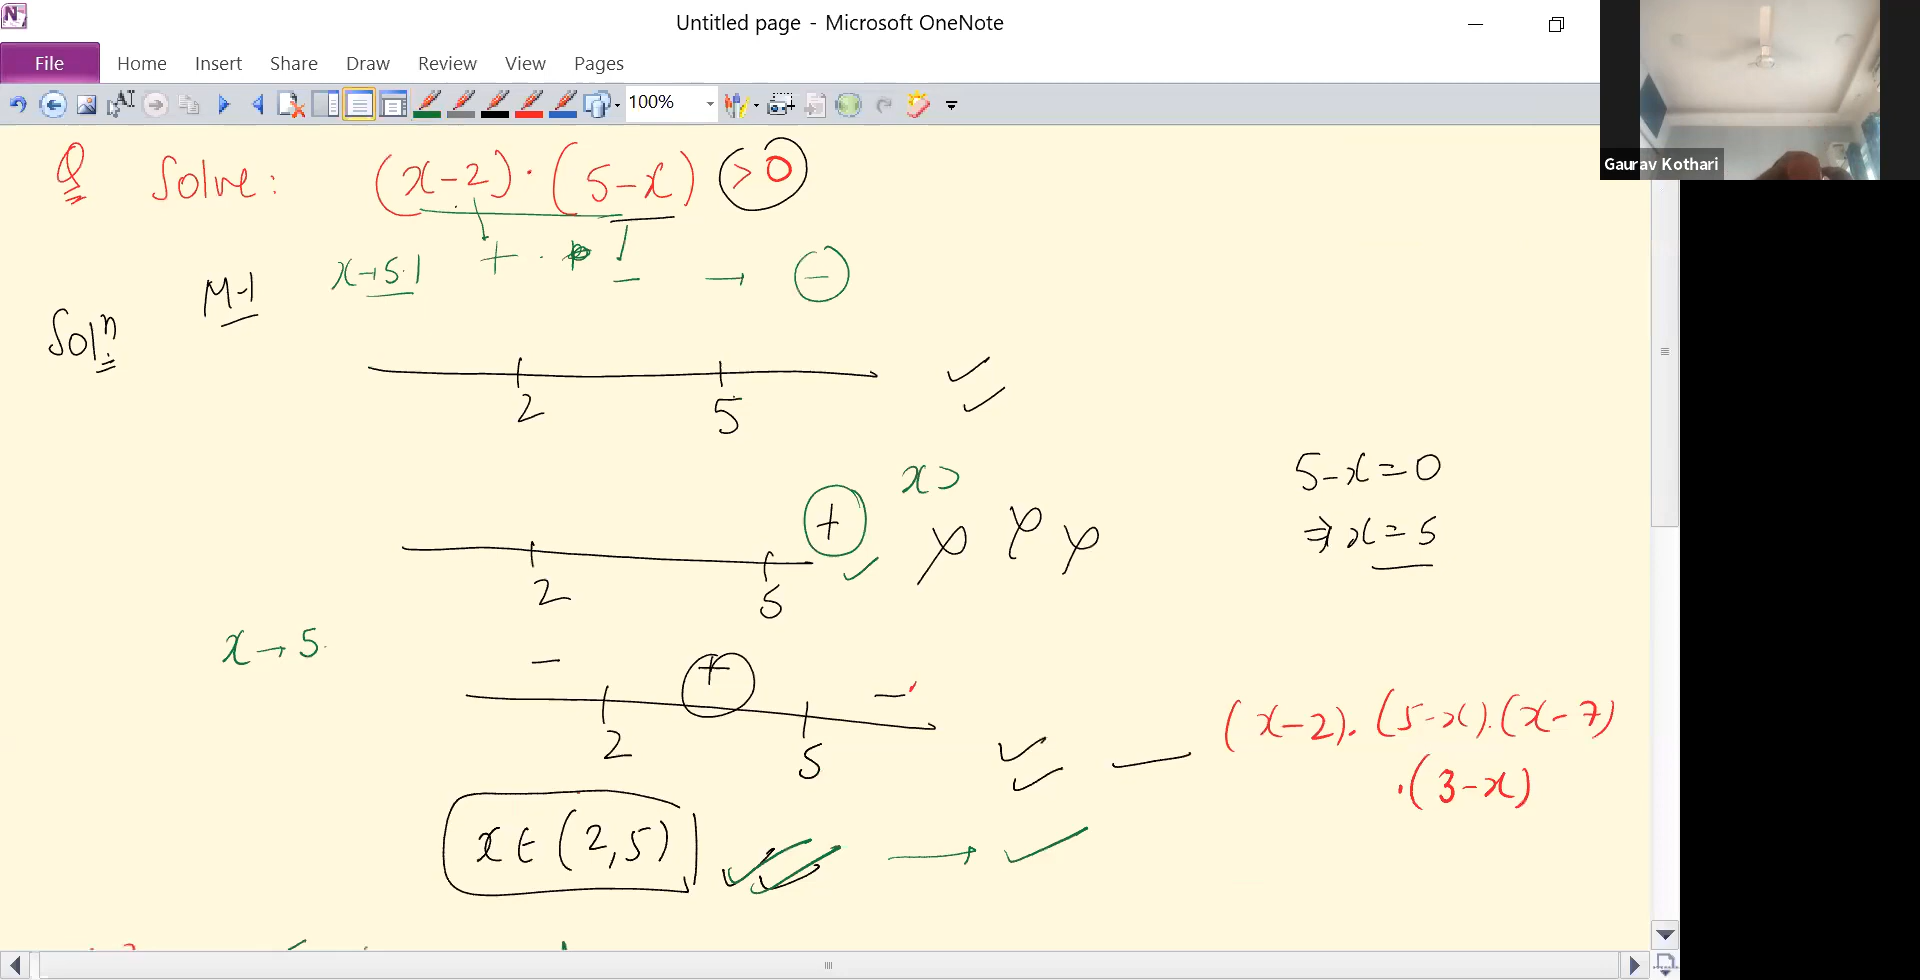 Untitled page - Microsoft OneNote
File Home Insert Share Draw Review View Pages
100%
Gaurav Kothari
Q Solve: (x-2)·(5-x) >0
x→5.1 + · - → -
M-1
Solⁿ
2 5
x>
+
2 5
5-x=0
⇒ x=5
x→5.
- + -
2 5
(x-2).(5-x).(x-7)
.(3-x)
x∈(2,5)